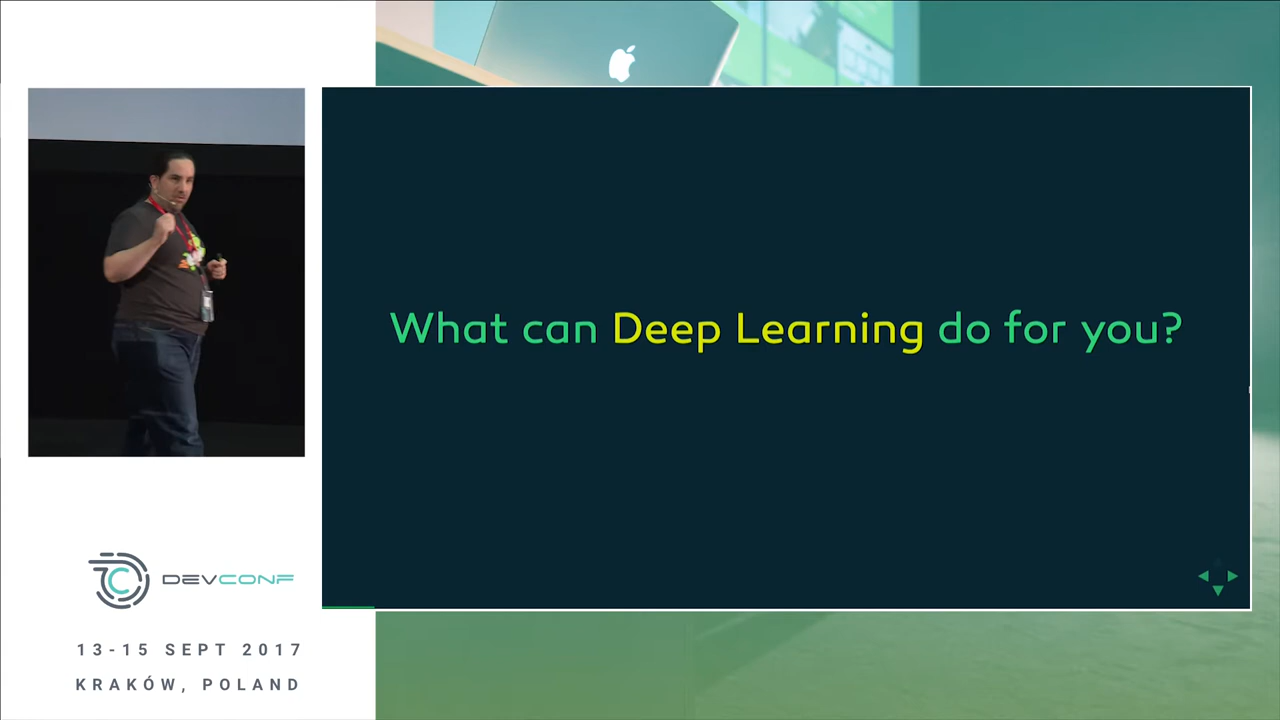 What can Deep Learning do for you?
DEVCONF
13-15 SEPT 2017
KRAKÓW, POLAND